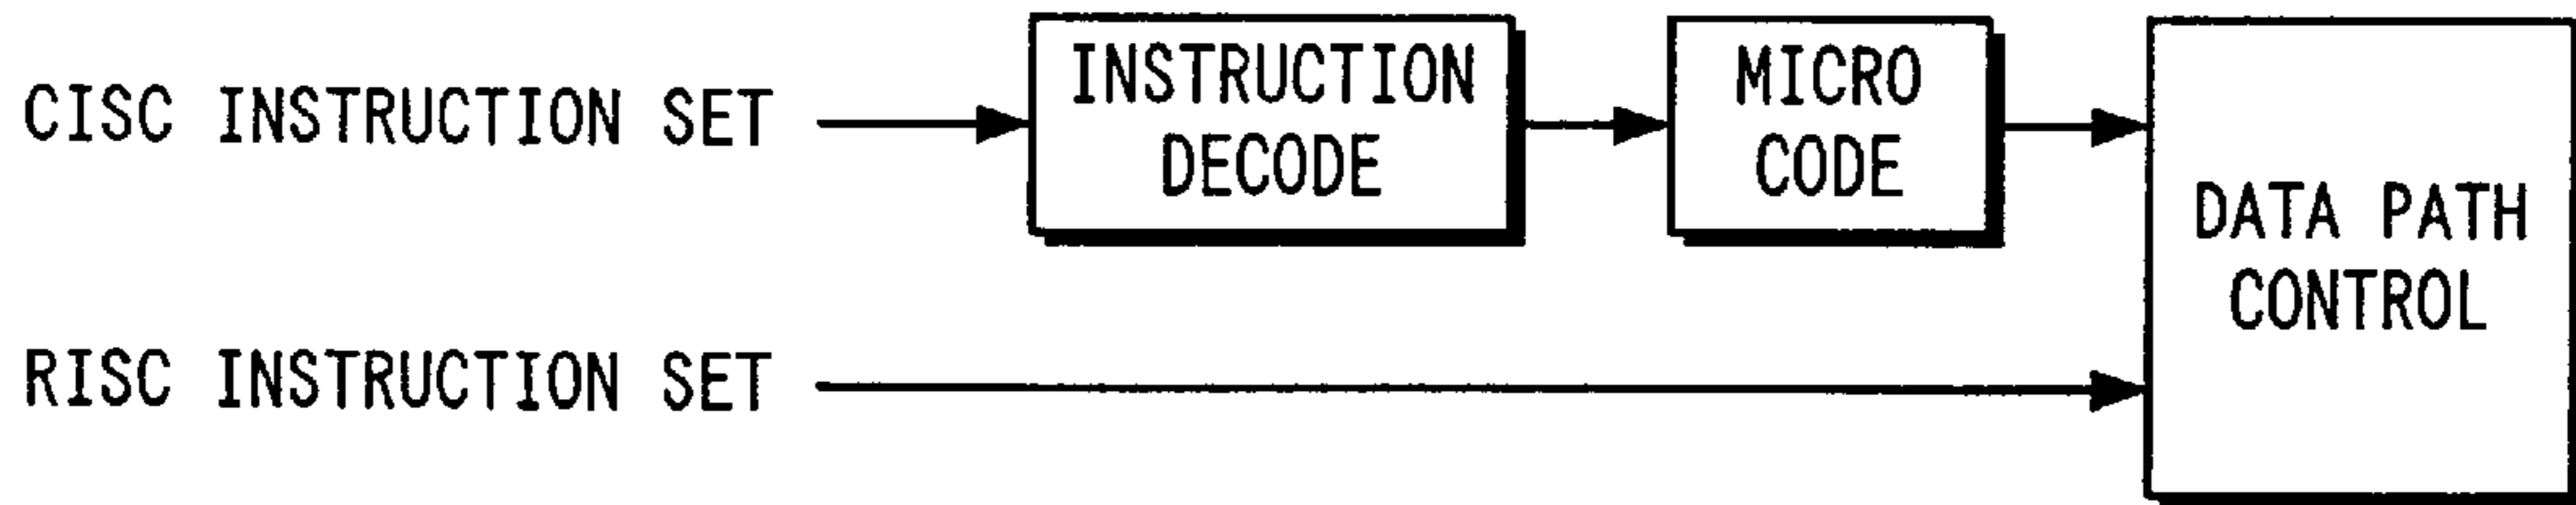 CISC INSTRUCTION SET
INSTRUCTION
DECODE
MICRO
CODE
DATA PATH
CONTROL
RISC INSTRUCTION SET